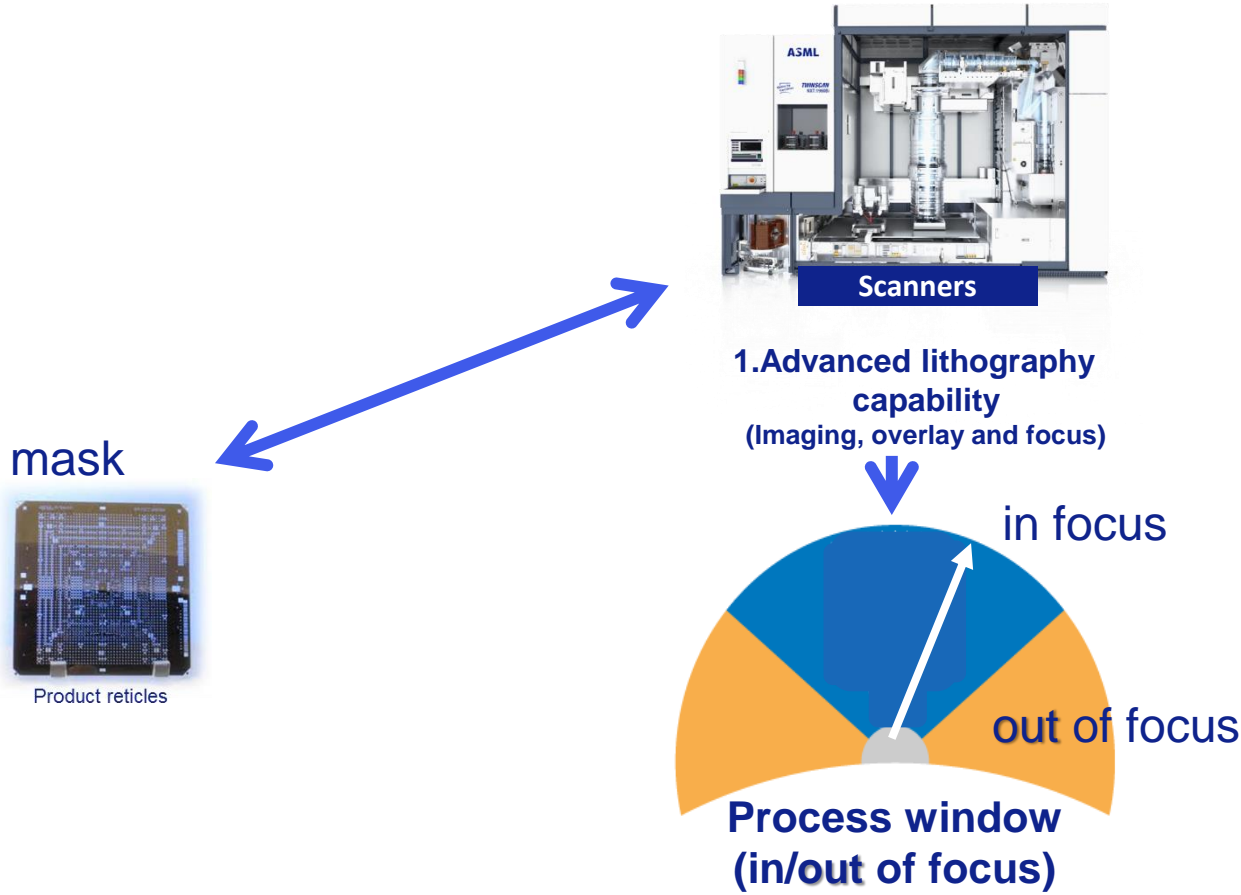 ASML
TWINSCAN
Scanners
1.Advanced lithography
capability
(Imaging, overlay and focus)
mask
Product reticles
in focus
out of focus
Process window
(in/out of focus)